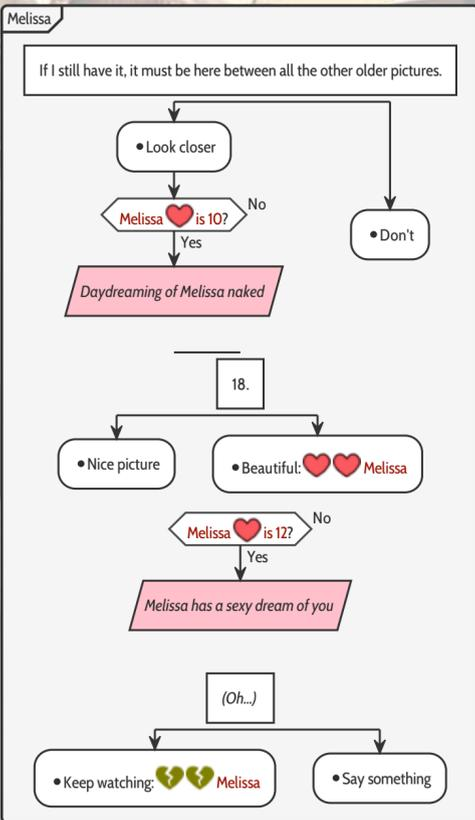 Melissa
If I still have it, it must be here between all the other older pictures.
•Look closer
Melissa is 10?
No
Yes
•Don't
Daydreaming of Melissa naked
18.
•Nice picture
•Beautiful: Melissa
Melissa is 12?
No
Yes
Melissa has a sexy dream of you
(Oh...)
•Keep watching: Melissa
•Say something